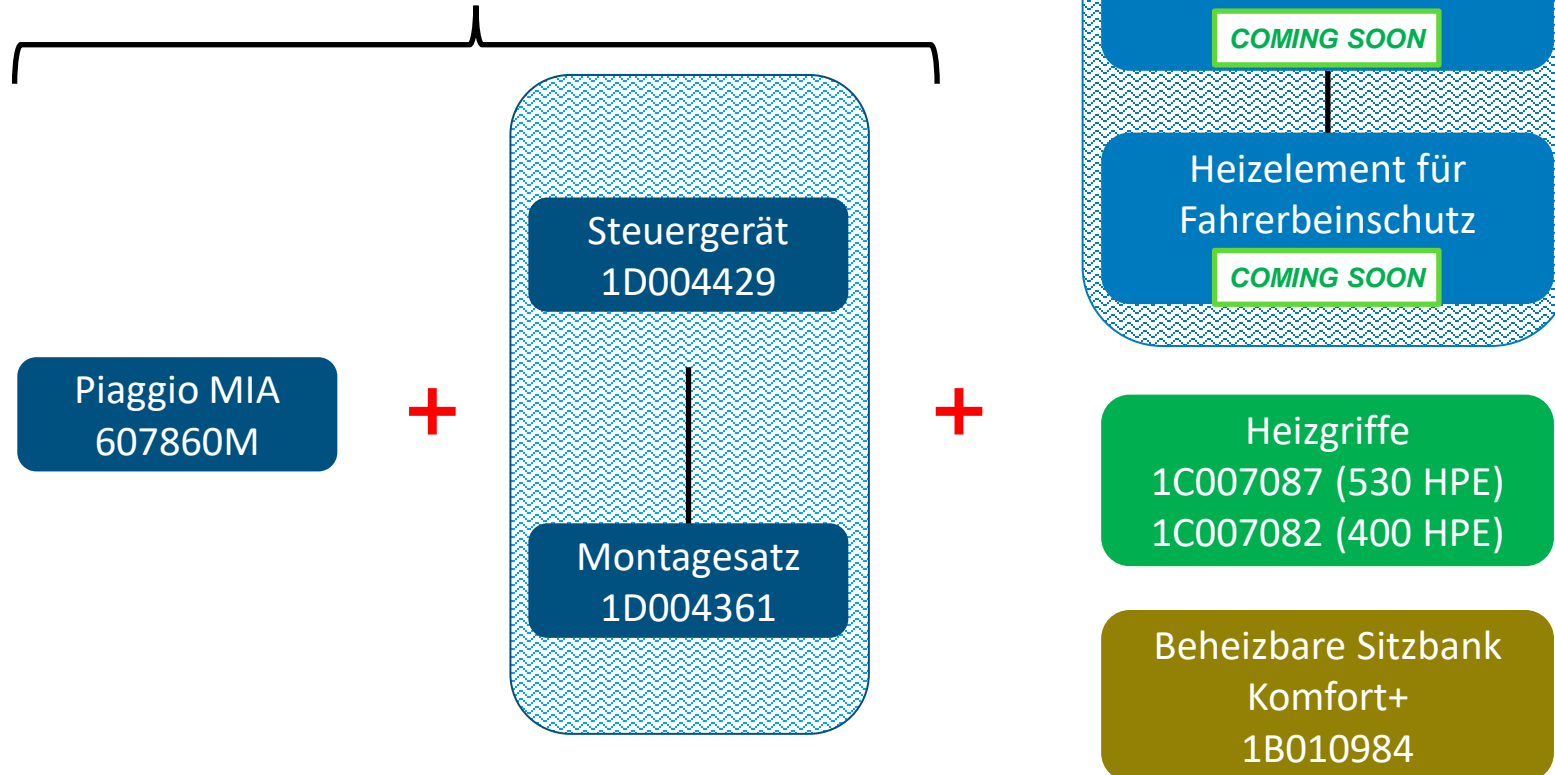 COMING SOON
Heizelement für
Fahrerbeinschutz
COMING SOON
Steuergerät
1D004429
Piaggio MIA
607860M
+
+
Montagesatz
1D004361
Heizgriffe
1C007087 (530 HPE)
1C007082 (400 HPE)
Beheizbare Sitzbank
Komfort+
1B010984